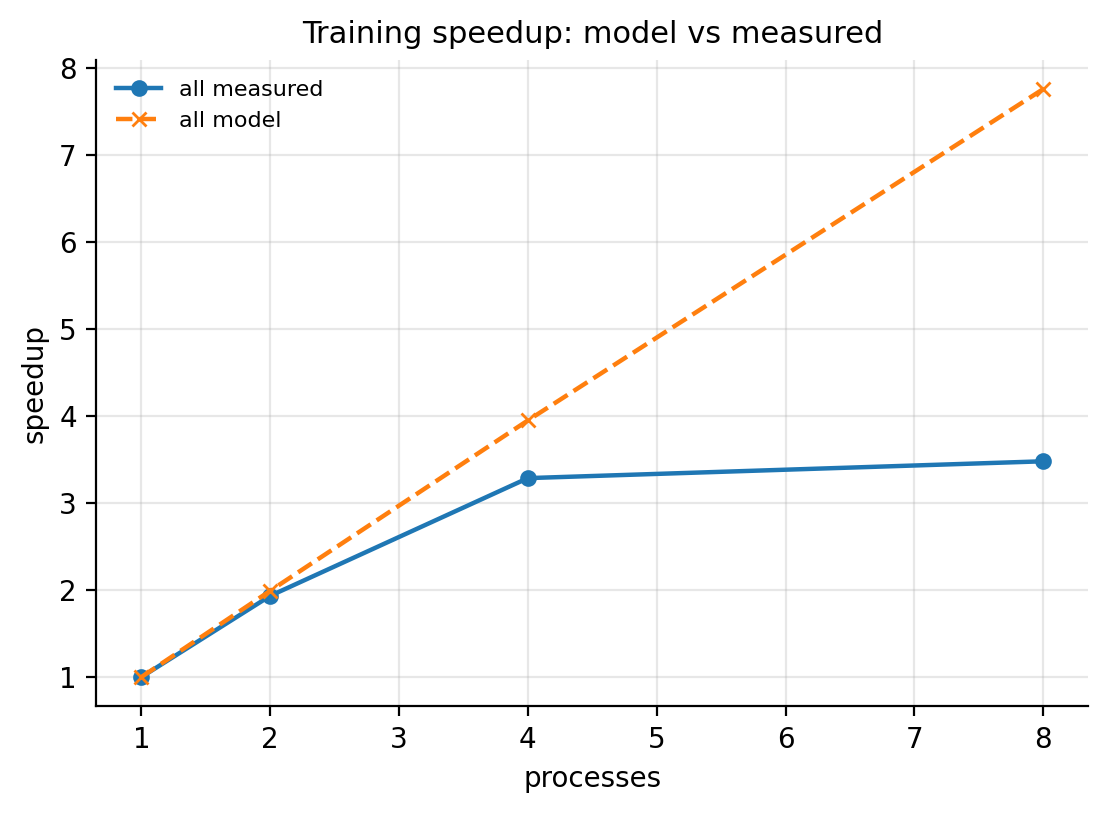 Training speedup: model vs measured
all measured
all model
8
7
6
5
4
3
2
1
speedup
1 2 3 4 5 6 7 8
processes